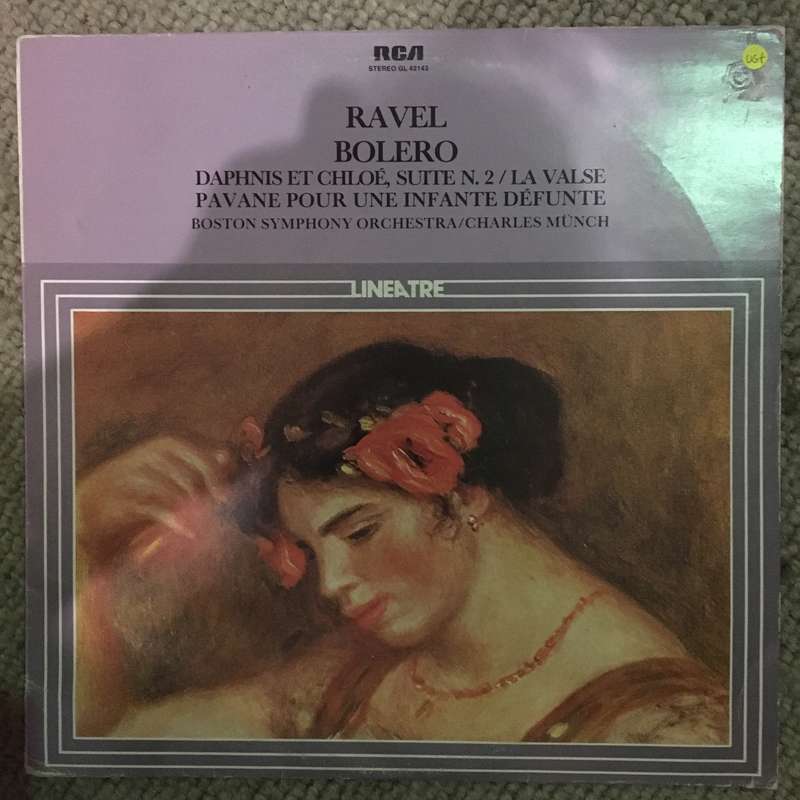 RCA
STEREO GL 42143
RAVEL
BOLERO
DAPHNIS ET CHLOÉ, SUITE N. 2 / LA VALSE
PAVANE POUR UNE INFANTE DÉFUNTE
BOSTON SYMPHONY ORCHESTRA/CHARLES MÜNCH
LINEATRE
VG+